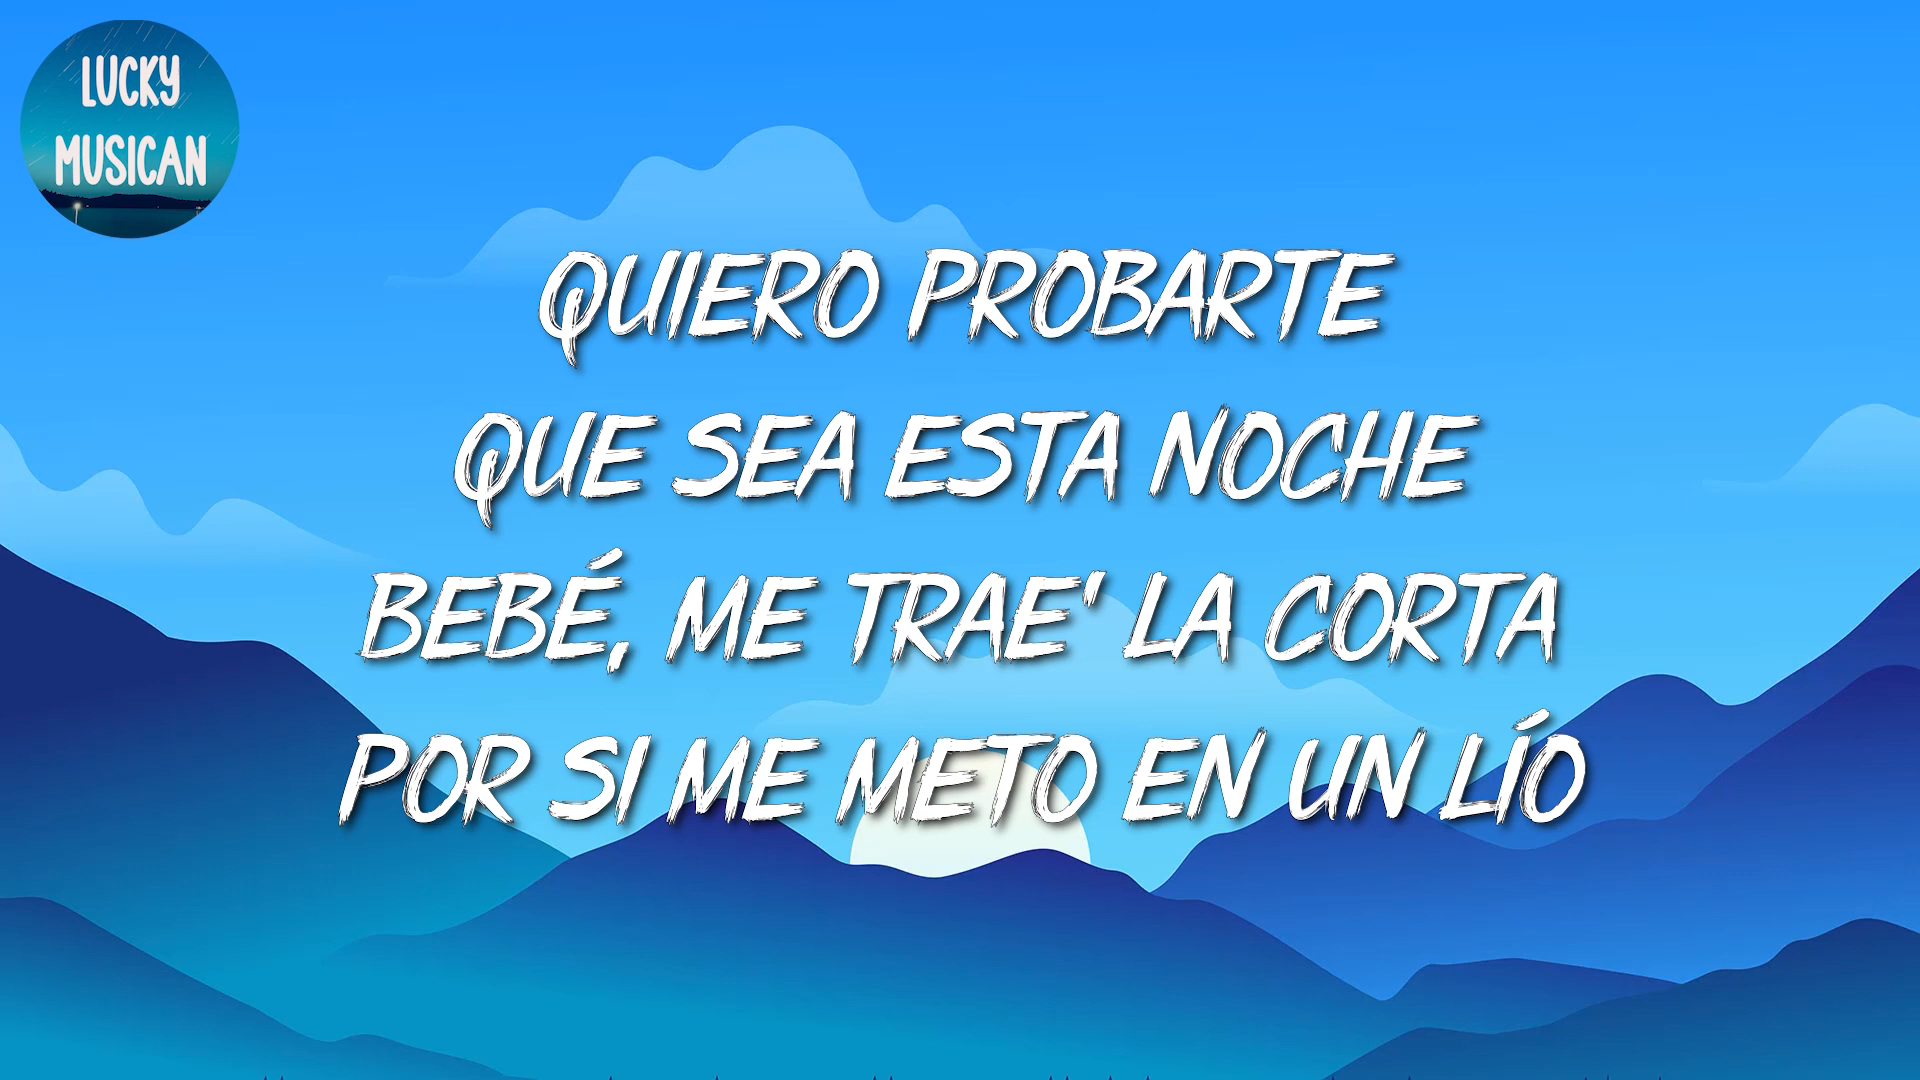 LUCKY
MUSICAN
QUIERO PROBARTE
QUE SEA ESTA NOCHE
BEBÉ, ME TRAE' LA CORTA
POR SI ME METO EN UN LÍO